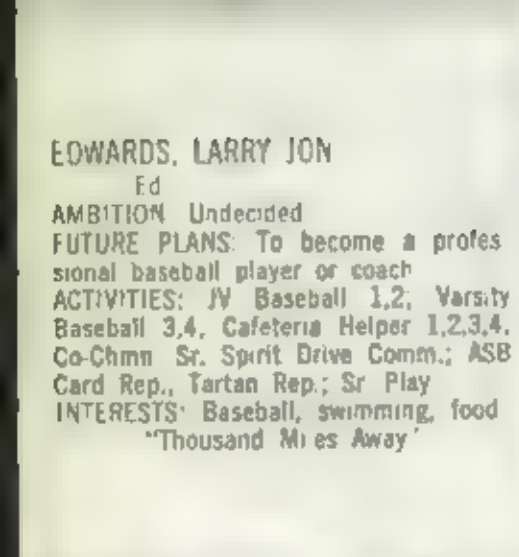 EDWARDS, LARRY JON
Ed
AMBITION Undecided
FUTURE PLANS: To become a profes
sional baseball player or coach
ACTIVITIES: JV Baseball 1,2; Varsity
Baseball 3,4, Cafeteria Helper 1,2,3,4,
Co-Chmn Sr. Spirit Drive Comm.; ASB
Card Rep., Tartan Rep.; Sr Play
INTERESTS: Baseball, swimming, food
"Thousand Mi es Away'